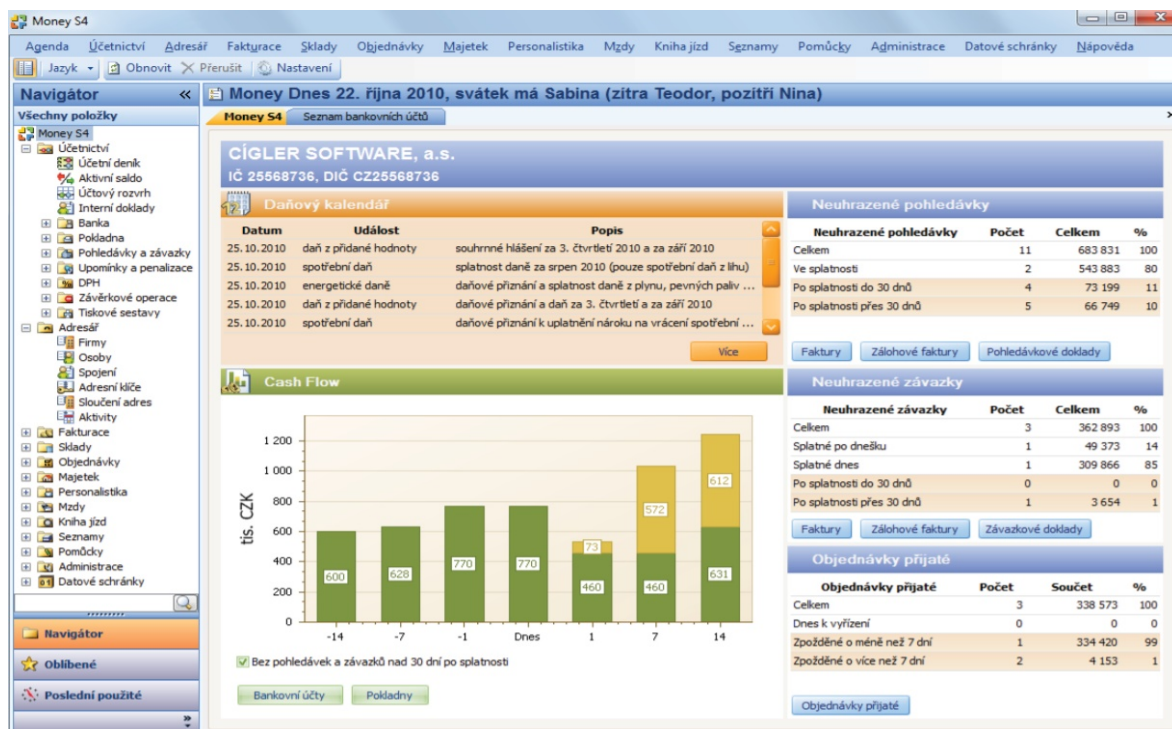 Money S4
Agenda Účetnictví Adresář Fakturace Sklady Objednávky Majetek Personalistika Mzdy Kniha jízd Seznamy Pomůcky Administrace Datové schránky Nápověda
Jazyk Obnovit Přerušit Nastavení
Navigátor «
Všechny položky
Money S4
Účetnictví
Účetní deník
Aktivní saldo
Účtový rozvrh
Interní doklady
Banka
Pokladna
Pohledávky a závazky
Upomínky a penalizace
DPH
Závěrkové operace
Tiskové sestavy
Adresář
Firmy
Osoby
Spojení
Adresní klíče
Sloučení adres
Aktivity
Fakturace
Sklady
Objednávky
Majetek
Personalistika
Mzdy
Kniha jízd
Seznamy
Pomůcky
Administrace
Datové schránky
Navigátor
Oblíbené
Poslední použité
»
Money Dnes 22. října 2010, svátek má Sabina (zítra Teodor, pozítří Nina)
Money S4 Seznam bankovních účtů
CÍGLER SOFTWARE, a.s.
IČ 25568736, DIČ CZ25568736
Daňový kalendář
Datum Událost Popis
25.10.2010 daň z přidané hodnoty souhrnné hlášení za 3. čtvrtletí 2010 a za září 2010
25.10.2010 spotřební daň splatnost daně za srpen 2010 (pouze spotřební daň z lihu)
25.10.2010 energetické daně daňové přiznání a splatnost daně z plynu, pevných paliv ...
25.10.2010 daň z přidané hodnoty daňové přiznání a daň za 3. čtvrtletí a za září 2010
25.10.2010 spotřební daň daňové přiznání k uplatnění nároku na vrácení spotřební ...
Více
Cash Flow
tis. CZK
1 200
1 000
800
600
400
200
0
600 628 770 770 460 73 460 572 631 612
-14 -7 -1 Dnes 1 7 14
Bez pohledávek a závazků nad 30 dní po splatnosti
Bankovní účty Pokladny
Neuhrazené pohledávky
Neuhrazené pohledávky Počet Celkem %
Celkem 11 683 831 100
Ve splatnosti 2 543 883 80
Po splatnosti do 30 dnů 4 73 199 11
Po splatnosti přes 30 dnů 5 66 749 10
Faktury Zálohové faktury Pohledávkové doklady
Neuhrazené závazky
Neuhrazené závazky Počet Celkem %
Celkem 3 362 893 100
Splatné po dnešku 1 49 373 14
Splatné dnes 1 309 866 85
Po splatnosti do 30 dnů 0 0 0
Po splatnosti přes 30 dnů 1 3 654 1
Faktury Zálohové faktury Závazkové doklady
Objednávky přijaté
Objednávky přijaté Počet Součet %
Celkem 3 338 573 100
Dnes k vyřízení 0 0 0
Zpožděné o méně než 7 dní 1 334 420 99
Zpožděné o více než 7 dní 2 4 153 1
Objednávky přijaté